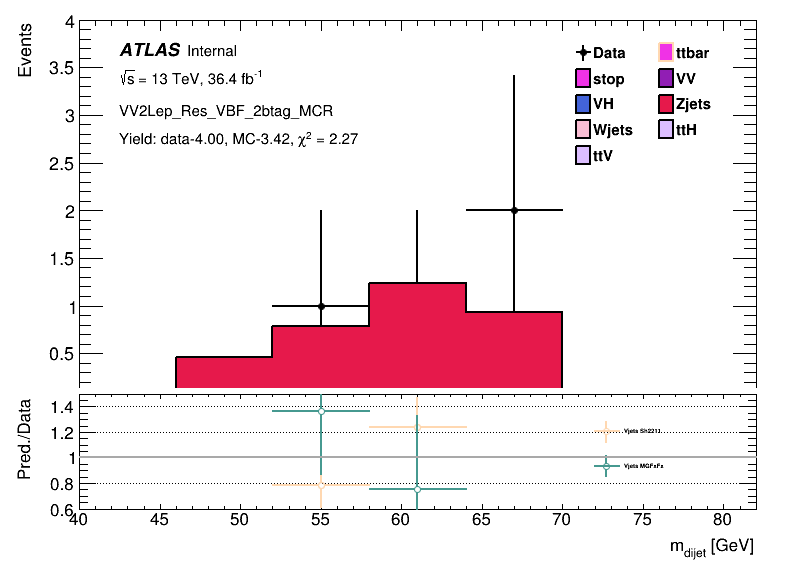 Events
4
3.5
3
2.5
2
1.5
1
0.5
ATLAS Internal
√s = 13 TeV, 36.4 fb-1
VV2Lep_Res_VBF_2btag_MCR
Yield: data-4.00, MC-3.42, χ2 = 2.27
Data ttbar
stop VV
VH Zjets
Wjets ttH
ttV
Pred./Data
1.4
1.2
1
0.8
0.6
Vjets Sh2211
Vjets MGFxFx
40 45 50 55 60 65 70 75 80
mdijet [GeV]